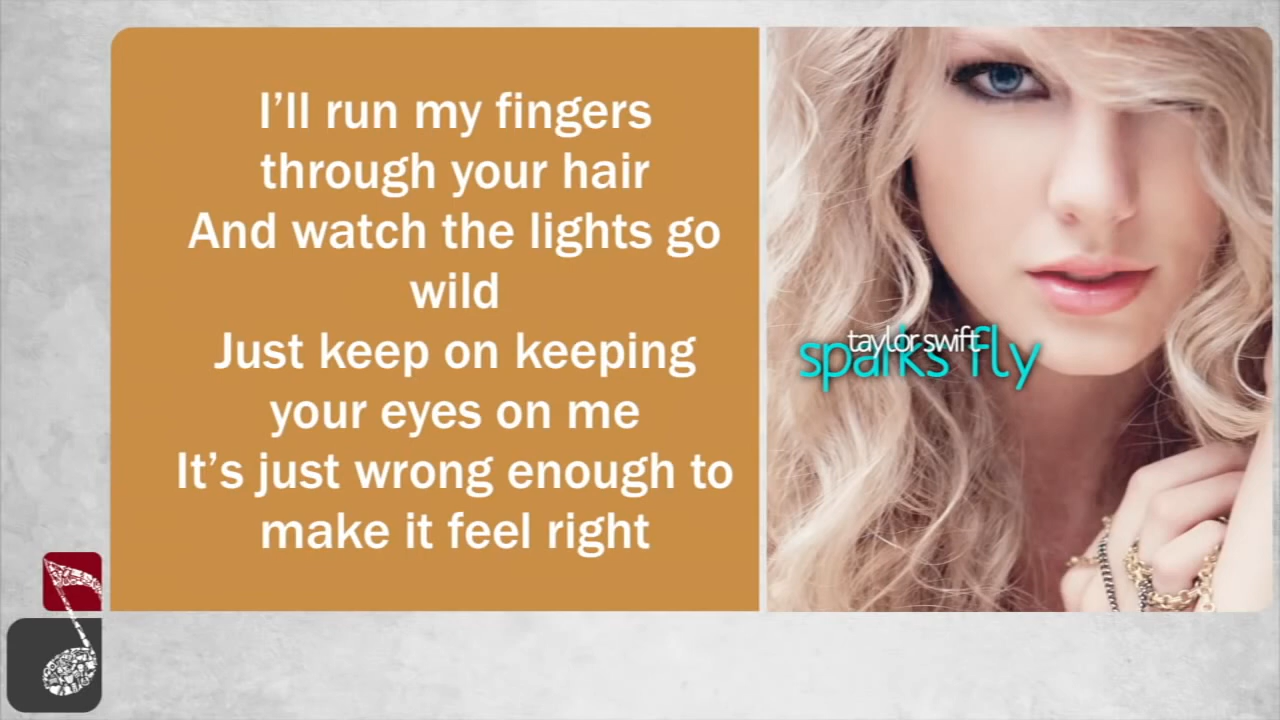 I’ll run my fingers
through your hair
And watch the lights go
wild
Just keep on keeping
your eyes on me
It’s just wrong enough to
make it feel right
taylor swift
sparks fly